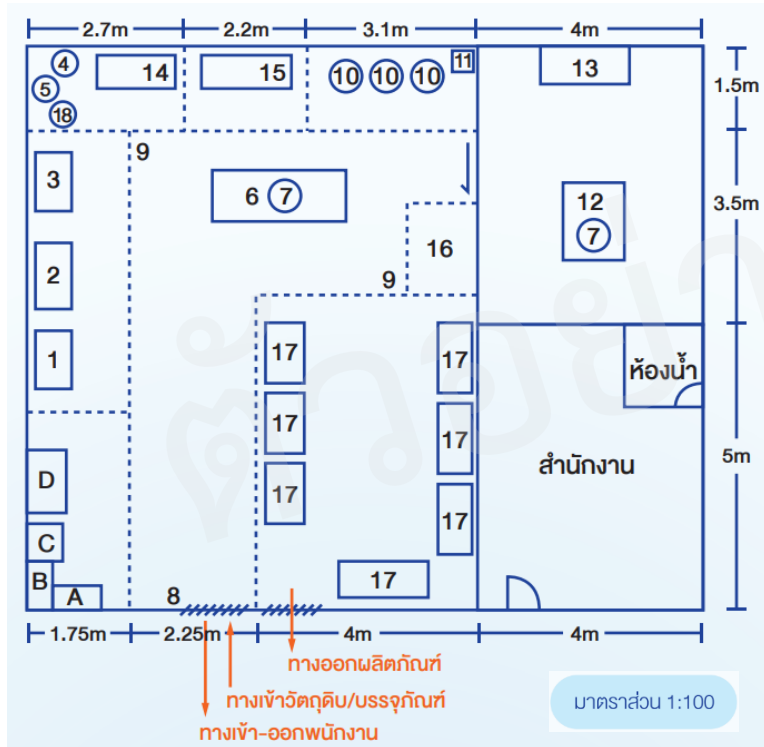 2.7m 2.2m 3.1m 4m
4 14 15 10 10 10 11 13
5
18
1.5m
9
3 6 7 12
7
3.5m
16
2 9
1 17 17 ห้องน้ำ
17 17 สำนักงาน
D 17 17
5m
C
B A 8 17
1.75m 2.25m 4m 4m
ทางออกผลิตภัณฑ์
ทางเข้าวัตถุดิบ/บรรจุภัณฑ์
ทางเข้า-ออกพนักงาน
มาตราส่วน 1:100
ตัวอย่า